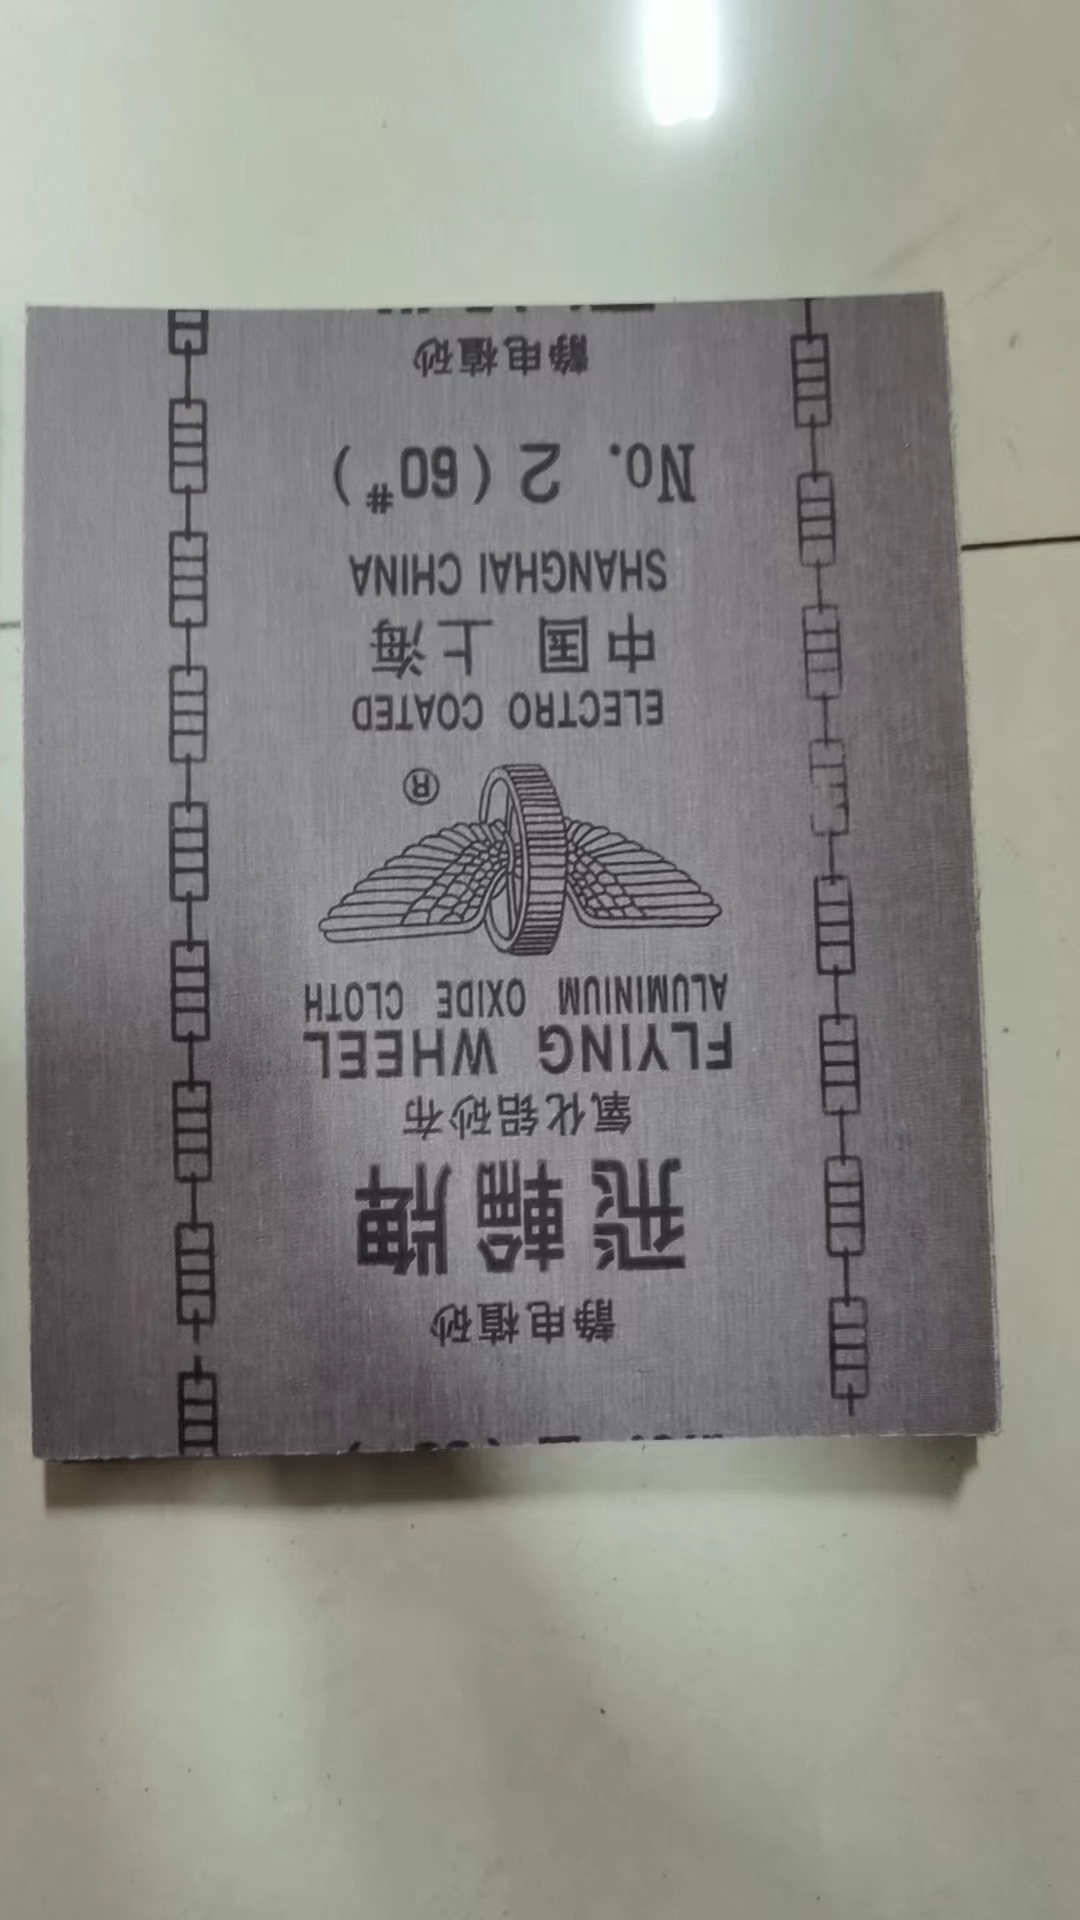 静电植砂
飛輪牌
氧化铝砂布
FLYING WHEEL
ALUMINIUM OXIDE CLOTH
®
ELECTRO COATED
中国上海
SHANGHAI CHINA
No. 2(60#)
静电植砂